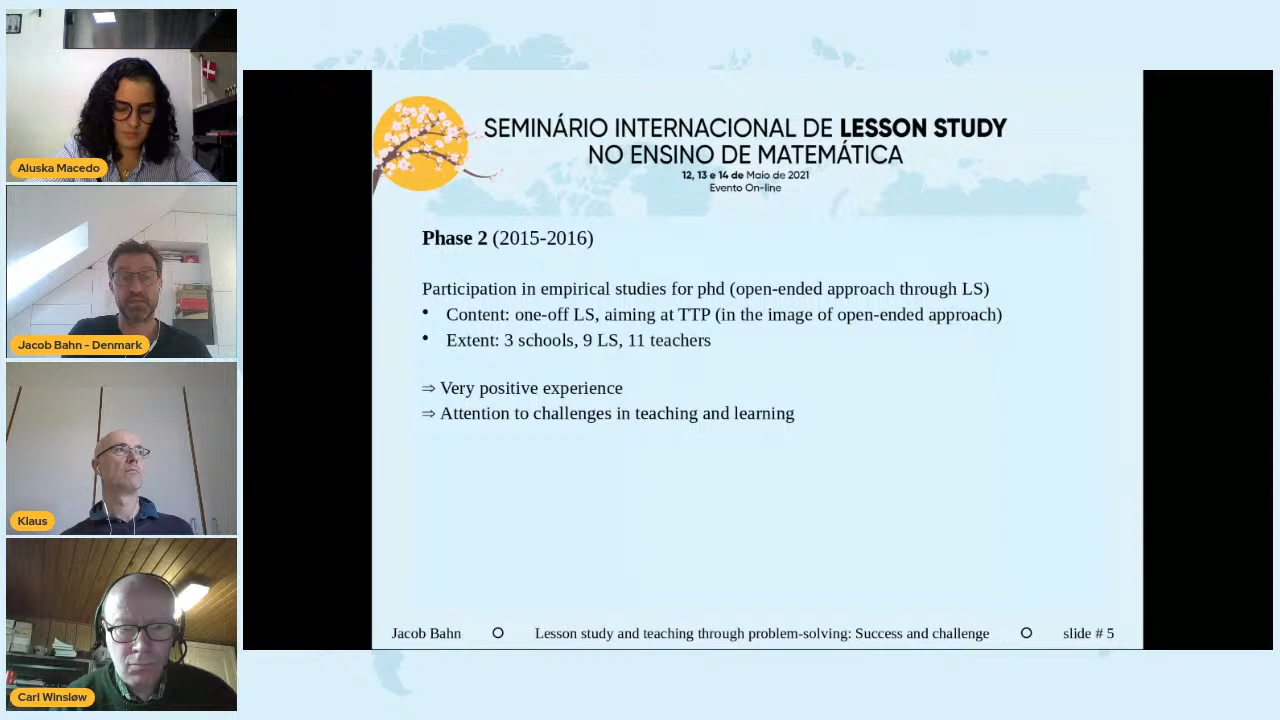 Aluska Macedo
Jacob Bahn - Denmark
Klaus
Carl Winsløw
SEMINÁRIO INTERNACIONAL DE LESSON STUDY
NO ENSINO DE MATEMÁTICA
12, 13 e 14 de Maio de 2021
Evento On-line
Phase 2 (2015-2016)
Participation in empirical studies for phd (open-ended approach through LS)
• Content: one-off LS, aiming at TTP (in the image of open-ended approach)
• Extent: 3 schools, 9 LS, 11 teachers
⇒ Very positive experience
⇒ Attention to challenges in teaching and learning
Jacob Bahn O Lesson study and teaching through problem-solving: Success and challenge O slide # 5